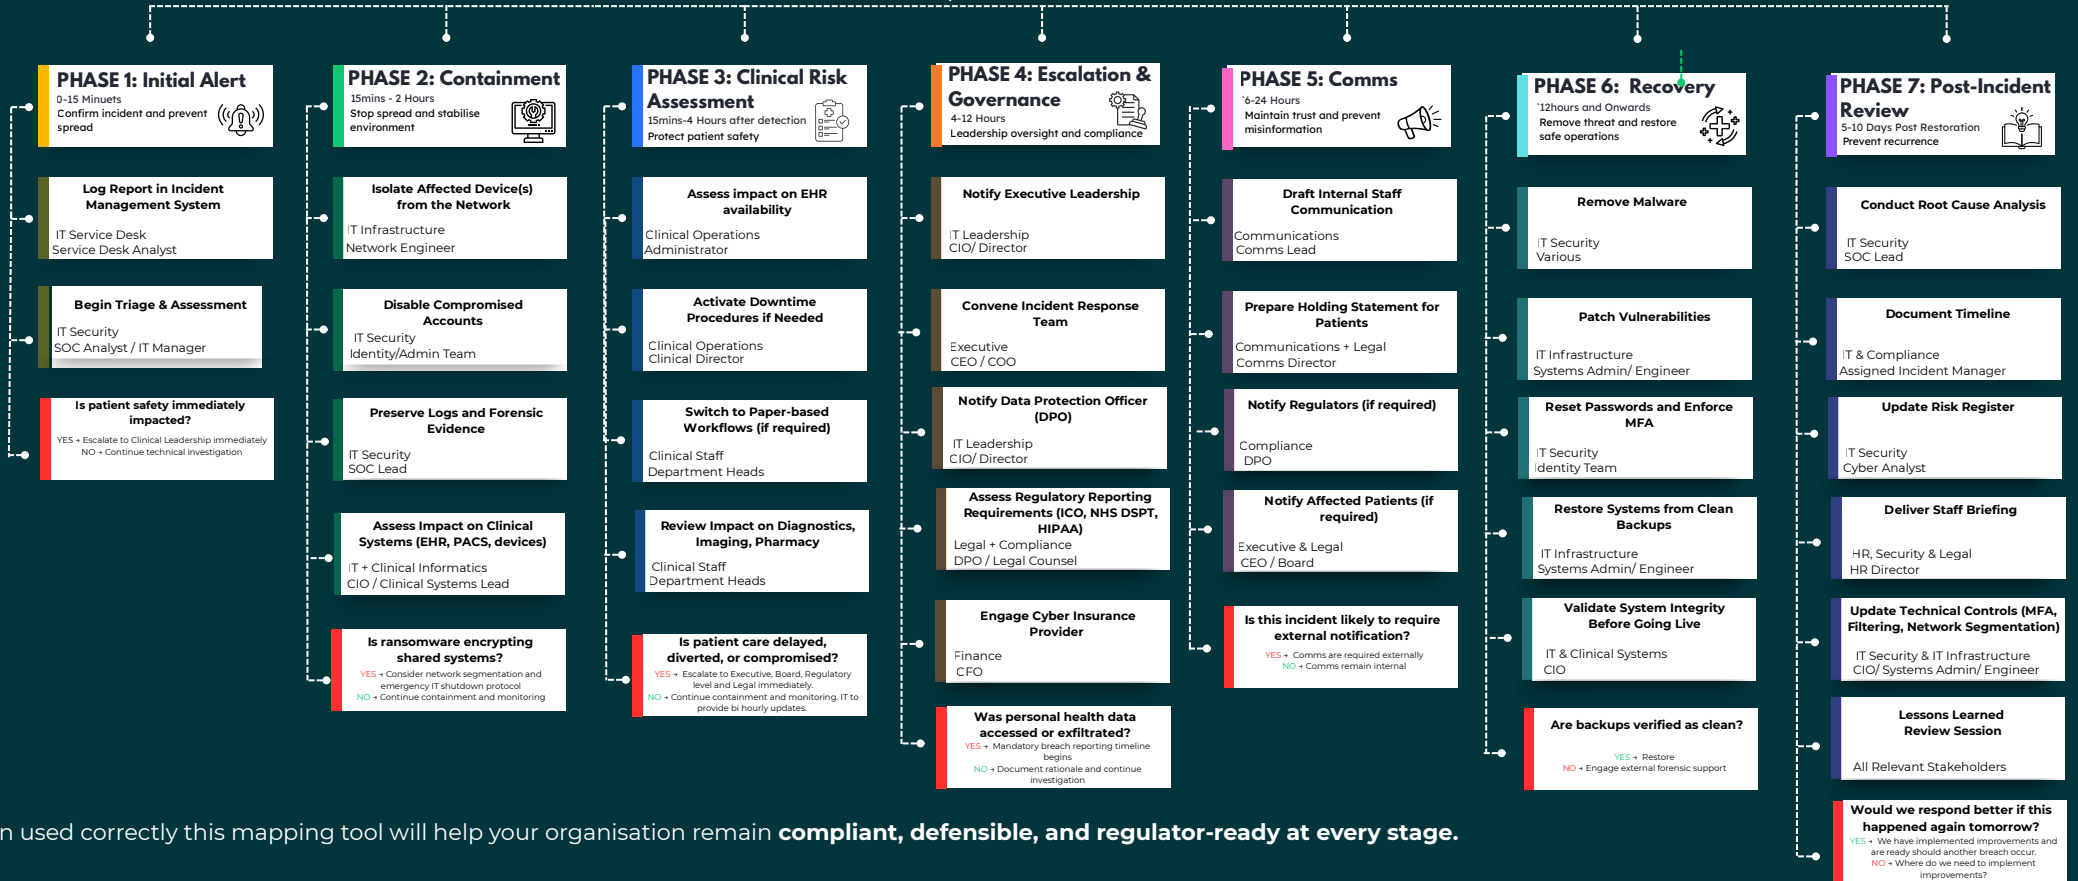 PHASE 1: Initial Alert
0-15 Minuets
Confirm incident and prevent
spread
Log Report in Incident
Management System
IT Service Desk
Service Desk Analyst
Begin Triage & Assessment
IT Security
SOC Analyst / IT Manager
Is patient safety immediately
impacted?
YES → Escalate to Clinical Leadership immediately
NO → Continue technical investigation
PHASE 2: Containment
15mins - 2 Hours
Stop spread and stabilise
environment
Isolate Affected Device(s)
from the Network
IT Infrastructure
Network Engineer
Disable Compromised
Accounts
IT Security
Identity/Admin Team
Preserve Logs and Forensic
Evidence
IT Security
SOC Lead
Assess Impact on Clinical
Systems (EHR, PACS, devices)
IT + Clinical Informatics
CIO / Clinical Systems Lead
Is ransomware encrypting
shared systems?
YES → Consider network segmentation and
emergency IT shutdown protocol
NO → Continue containment and monitoring
PHASE 3: Clinical Risk
Assessment
15mins-4 Hours after detection
Protect patient safety
Assess impact on EHR
availability
Clinical Operations
Administrator
Activate Downtime
Procedures if Needed
Clinical Operations
Clinical Director
Switch to Paper-based
Workflows (if required)
Clinical Staff
Department Heads
Review Impact on Diagnostics,
Imaging, Pharmacy
Clinical Staff
Department Heads
Is patient care delayed,
diverted, or compromised?
YES → Escalate to Executive, Board, Regulatory
level and Legal immediately.
NO → Continue containment and monitoring. IT to
provide bi hourly updates.
PHASE 4: Escalation &
Governance
4-12 Hours
Leadership oversight and compliance
Notify Executive Leadership
IT Leadership
CIO/ Director
Convene Incident Response
Team
Executive
CEO / COO
Notify Data Protection Officer
(DPO)
IT Leadership
CIO/ Director
Assess Regulatory Reporting
Requirements (ICO, NHS DSPT,
HIPAA)
Legal + Compliance
DPO / Legal Counsel
Engage Cyber Insurance
Provider
Finance
CFO
Was personal health data
accessed or exfiltrated?
YES → Mandatory breach reporting timeline
begins
NO → Document rationale and continue
investigation
PHASE 5: Comms
`6-24 Hours
Maintain trust and prevent
misinformation
Draft Internal Staff
Communication
Communications
Comms Lead
Prepare Holding Statement for
Patients
Communications + Legal
Comms Director
Notify Regulators (if required)
Compliance
DPO
Notify Affected Patients (if
required)
Executive & Legal
CEO / Board
Is this incident likely to require
external notification?
YES → Comms are required externally
NO → Comms remain internal
PHASE 6: Recovery
`12hours and Onwards
Remove threat and restore
safe operations
Remove Malware
IT Security
Various
Patch Vulnerabilities
IT Infrastructure
Systems Admin/ Engineer
Reset Passwords and Enforce
MFA
IT Security
Identity Team
Restore Systems from Clean
Backups
IT Infrastructure
Systems Admin/ Engineer
Validate System Integrity
Before Going Live
IT & Clinical Systems
CIO
Are backups verified as clean?
YES → Restore
NO → Engage external forensic support
PHASE 7: Post-Incident
Review
5-10 Days Post Restoration
Prevent recurrence
Conduct Root Cause Analysis
IT Security
SOC Lead
Document Timeline
IT & Compliance
Assigned Incident Manager
Update Risk Register
IT Security
Cyber Analyst
Deliver Staff Briefing
HR, Security & Legal
HR Director
Update Technical Controls (MFA,
Filtering, Network Segmentation)
IT Security & IT Infrastructure
CIO/ Systems Admin/ Engineer
Lessons Learned
Review Session
All Relevant Stakeholders
Would we respond better if this
happened again tomorrow?
YES → We have implemented improvements and
are ready should another breach occur.
NO → Where do we need to implement
improvements?
n used correctly this mapping tool will help your organisation remain compliant, defensible, and regulator-ready at every stage.